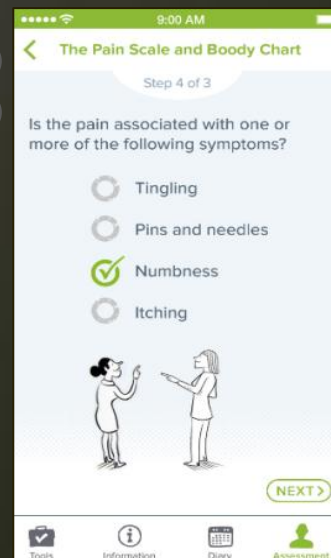 9:00 AM
The Pain Scale and Boody Chart
Step 4 of 3
Is the pain associated with one or
more of the following symptoms?
Tingling
Pins and needles
Numbness
Itching
NEXT >
Tools Information Diary Assessment